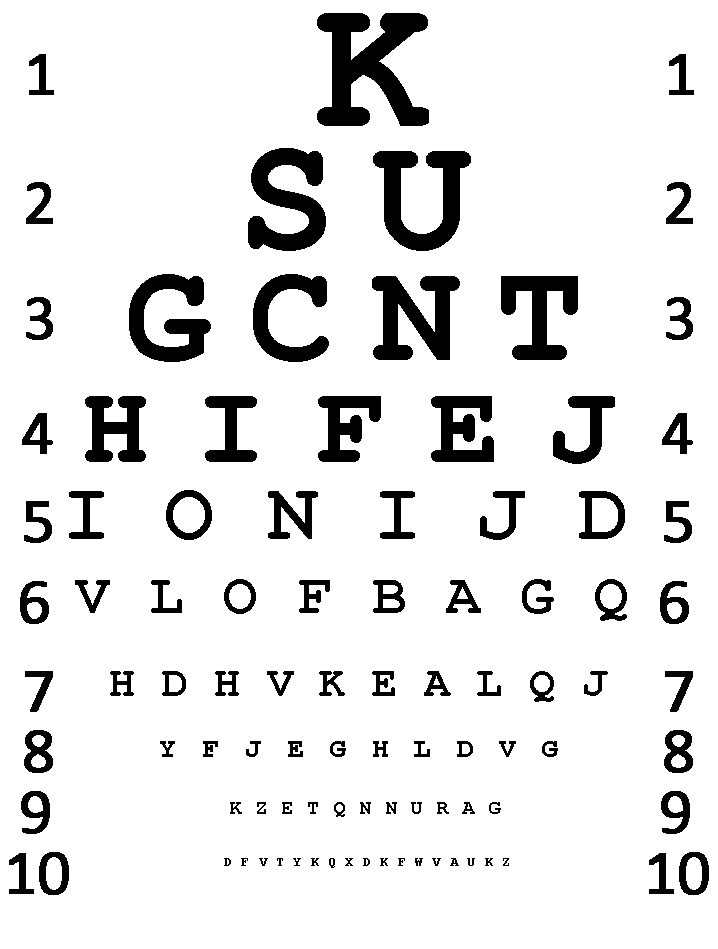 1 K 1
2 S U 2
3 G C N T 3
4 H I F E J 4
5 I O N I J D 5
6 V L O F B A G Q 6
7 H D H V K E A L Q J 7
8 Y F J E G H L D V G 8
9 K Z E T Q N N U R A G 9
10 D F V T Y K Q X D K F W V A U K Z 10